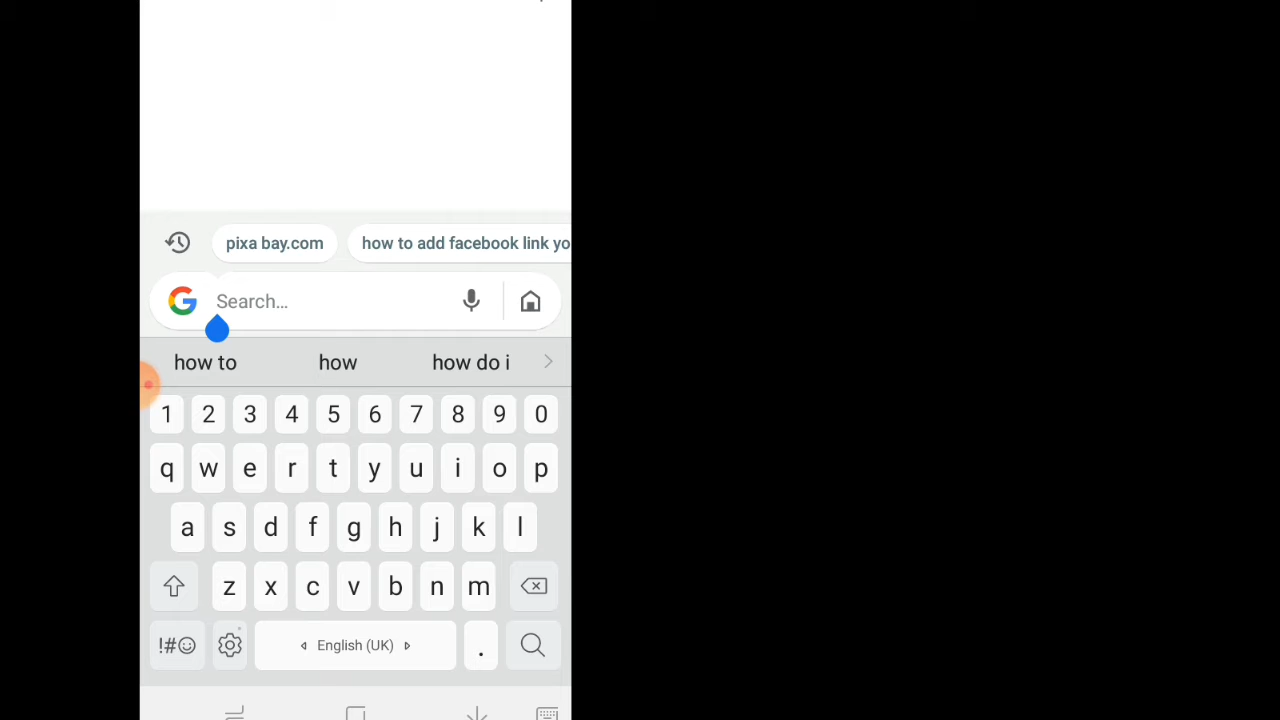 pixa bay.com how to add facebook link yo
Search...
how to how how do i
1 2 3 4 5 6 7 8 9 0
q w e r t y u i o p
a s d f g h j k l
z x c v b n m
!#☺ English (UK) .